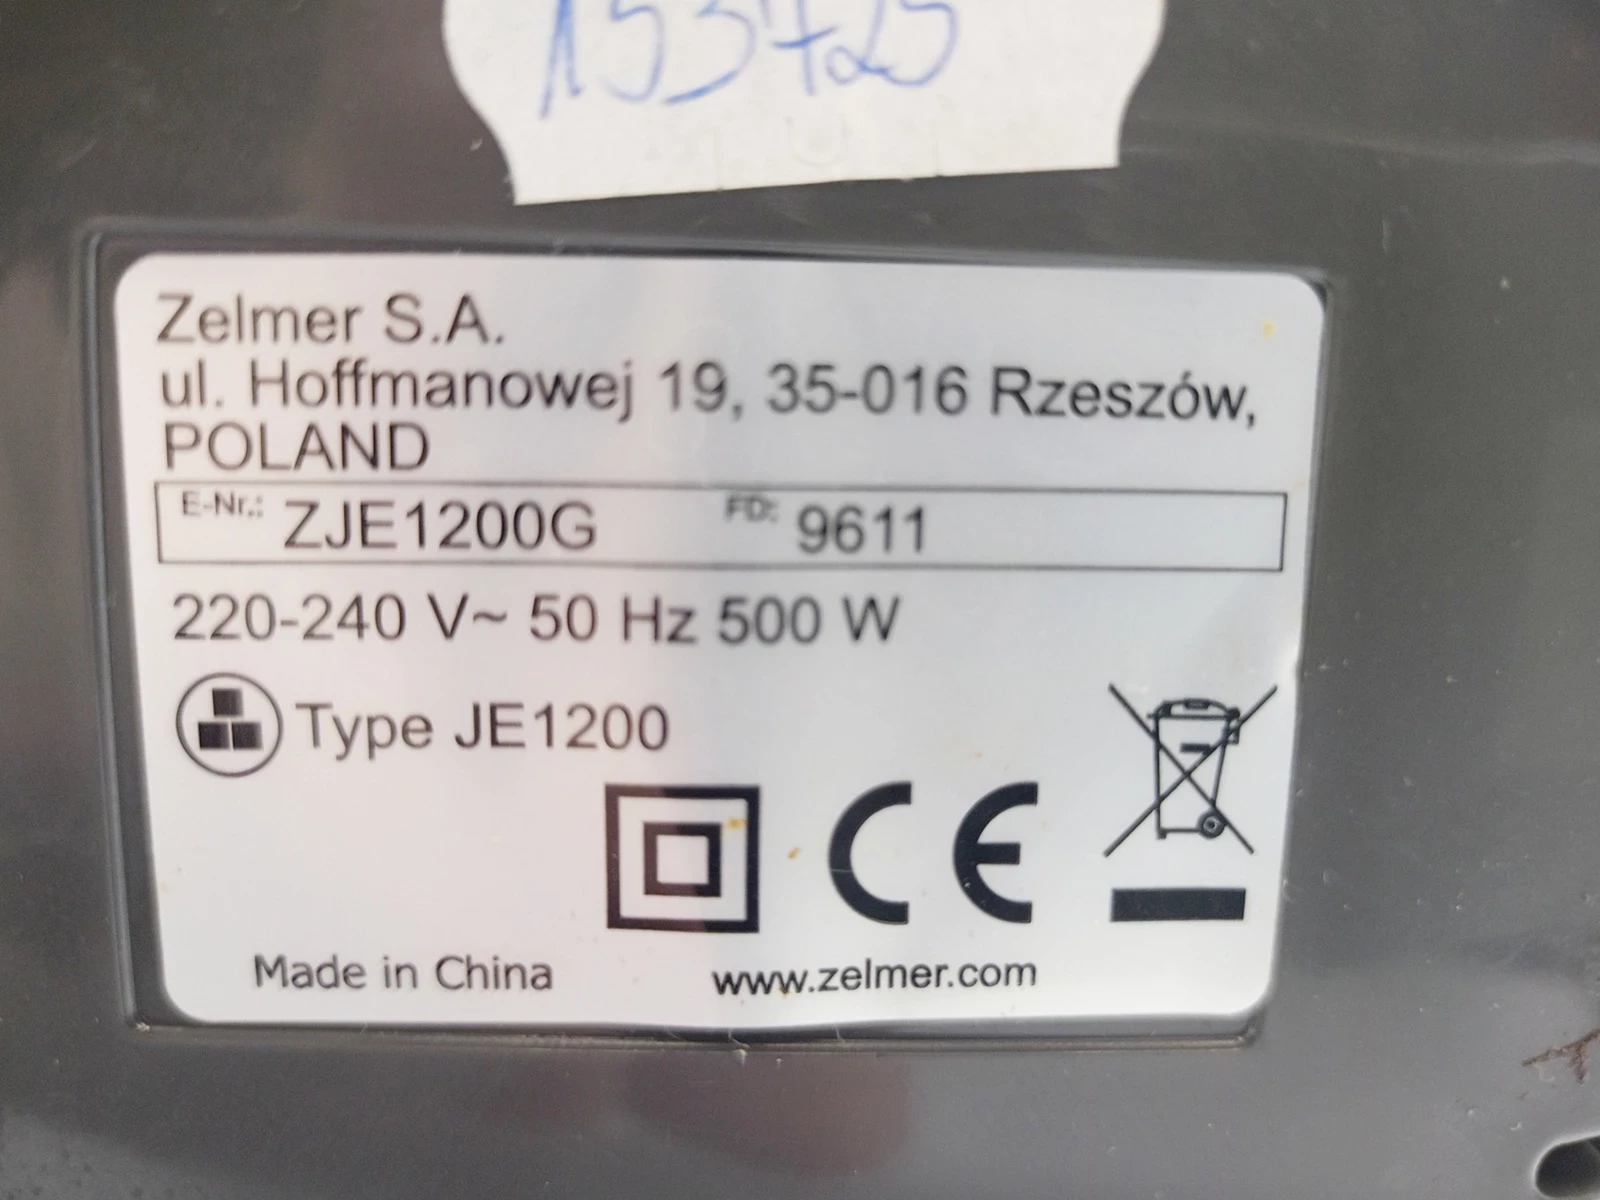 153725
Zelmer S.A.
ul. Hoffmanowej 19, 35-016 Rzeszów,
POLAND
E-Nr.: ZJE1200G FD: 9611
220-240 V~ 50 Hz 500 W
Type JE1200
CE
Made in China www.zelmer.com